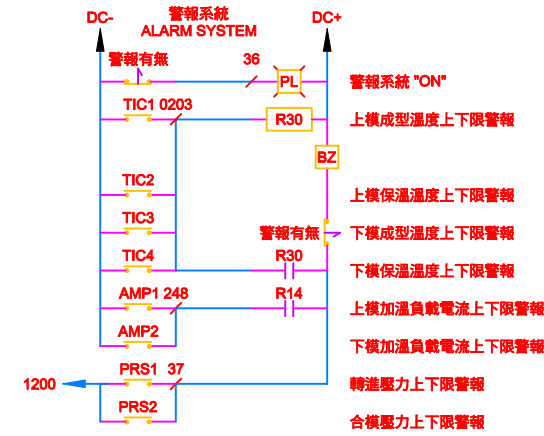 DC- 警報系統 DC+
ALARM SYSTEM
警報有無 36 PL 警報系統 "ON"
TIC1 0203 R30 上模成型溫度上下限警報
BZ
TIC2 上模保溫溫度上下限警報
TIC3 警報有無 下模成型溫度上下限警報
TIC4 R30 下模保溫溫度上下限警報
AMP1 248 R14 上模加溫負載電流上下限警報
AMP2 下模加溫負載電流上下限警報
1200 PRS1 37 轉進壓力上下限警報
PRS2 合模壓力上下限警報